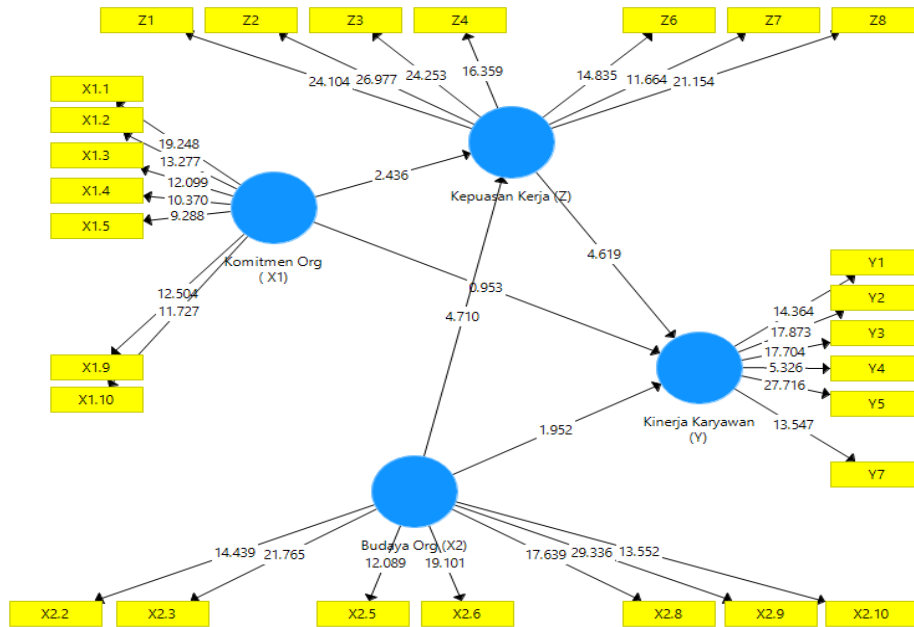 Z1
Z2
Z3
Z4
Z6
Z7
Z8
24.104
26.977
24.253
16.359
14.835
11.664
21.154
X1.1
X1.2
X1.3
X1.4
X1.5
19.248
13.277
12.099
10.370
9.288
2.436
Kepuasan Kerja (Z)
Komitmen Org
( X1)
4.619
12.504
11.727
0.953
4.710
X1.9
X1.10
Y1
Y2
Y3
Y4
Y5
Y7
14.364
17.873
17.704
5.326
27.716
13.547
Kinerja Karyawan
(Y)
1.952
Budaya Org (X2)
14.439
21.765
12.089
19.101
17.639
29.336
13.552
X2.2
X2.3
X2.5
X2.6
X2.8
X2.9
X2.10